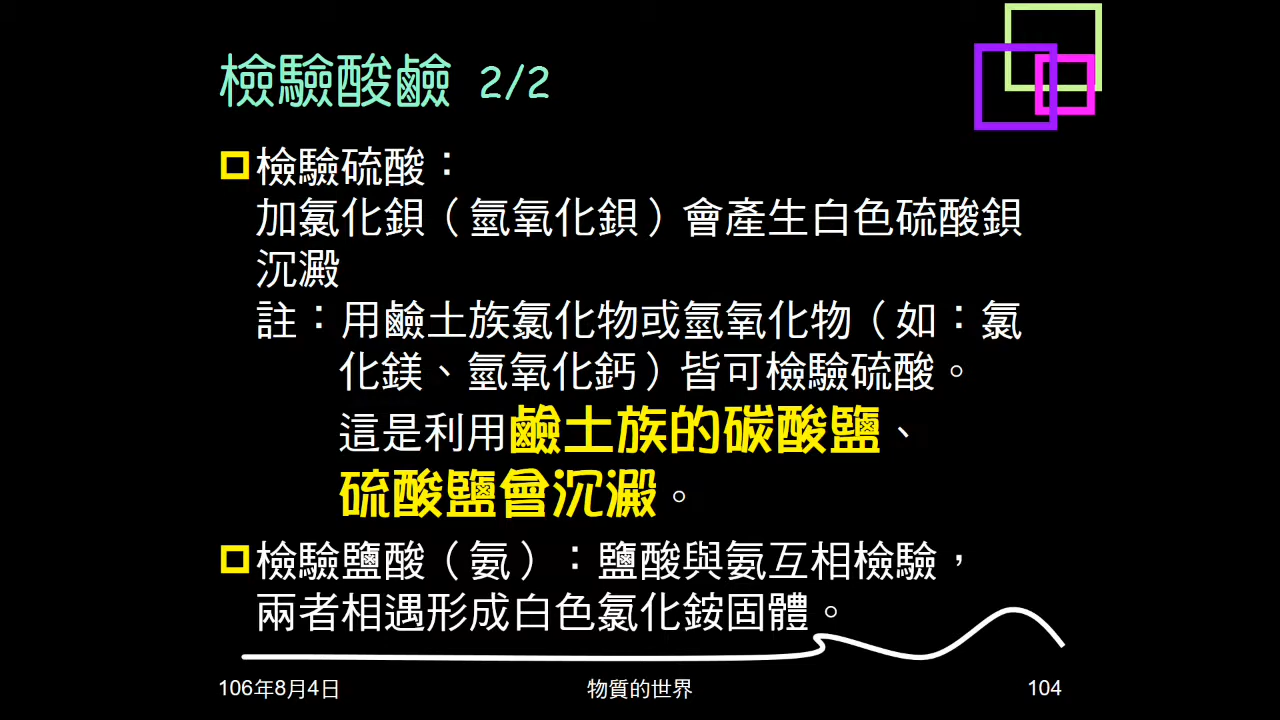 檢驗酸鹼 2/2
檢驗硫酸：
加氯化鋇（氫氧化鋇）會產生白色硫酸鋇
沉澱
註：用鹼土族氯化物或氫氧化物（如：氯
化鎂、氫氧化鈣）皆可檢驗硫酸。
這是利用鹼土族的碳酸鹽、
硫酸鹽會沉澱。
檢驗鹽酸（氨）：鹽酸與氨互相檢驗，
兩者相遇形成白色氯化銨固體。
106年8月4日
物質的世界
104